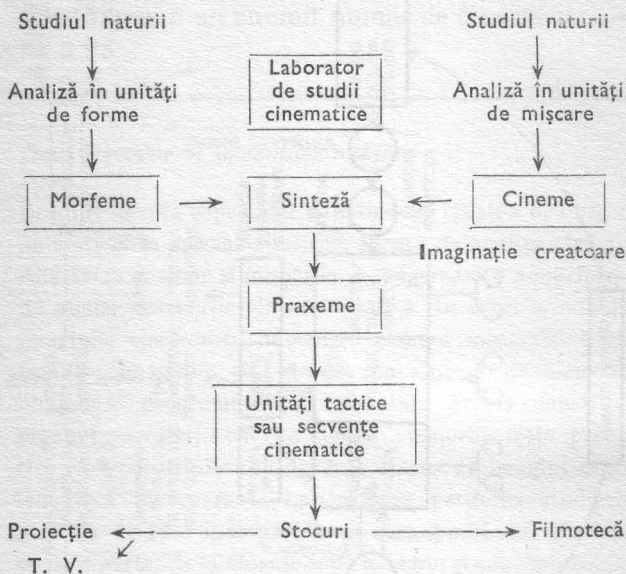 Studiul naturii
Studiul naturii
Laborator
de studii
cinematice
Analiză în unități
de forme
Analiză în unități
de mișcare
Morfeme
Sinteză
Cineme
Imaginație creatoare
Praxeme
Unități tactice
sau secvențe
cinematice
Proiecție
Stocuri
Filmotecă
T. V.